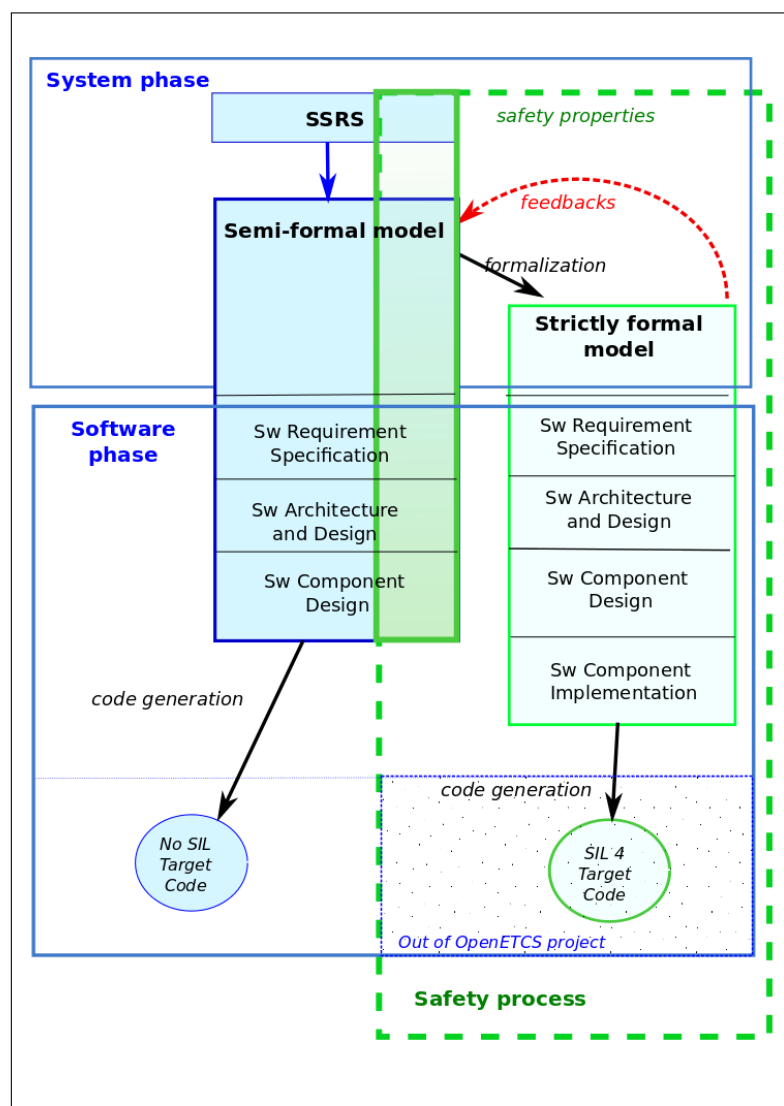 System phase
SSRS
safety properties
feedbacks
Semi-formal model
formalization
Strictly formal
model
Software
phase
Sw Requirement
Specification
Sw Architecture
and Design
Sw Component
Design
Sw Requirement
Specification
Sw Architecture
and Design
Sw Component
Design
Sw Component
Implementation
code generation
code generation
No SIL
Target
Code
SIL 4
Target
Code
Out of OpenETCS project
Safety process